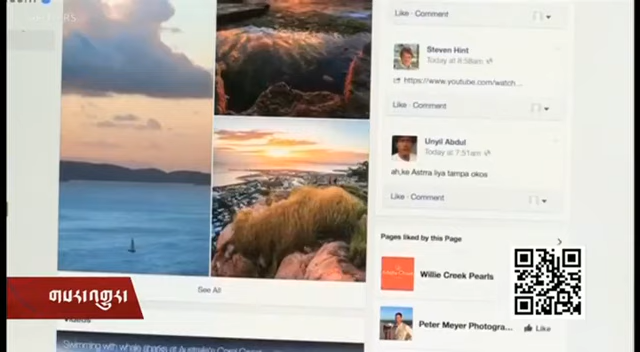 Like · Comment
Steven Hint
Today at 8:58am
https://www.youtube.com/watch...
Like · Comment
Unyil Abdul
Today at 7:51am
ah,ke Astrra liya tampa okos
Like · Comment
Pages liked by this Page
Willie Creek Pearls
Peter Meyer Photogra...
Like
See All
Videos
Swimming with whale sharks at Australia's Coral Coast